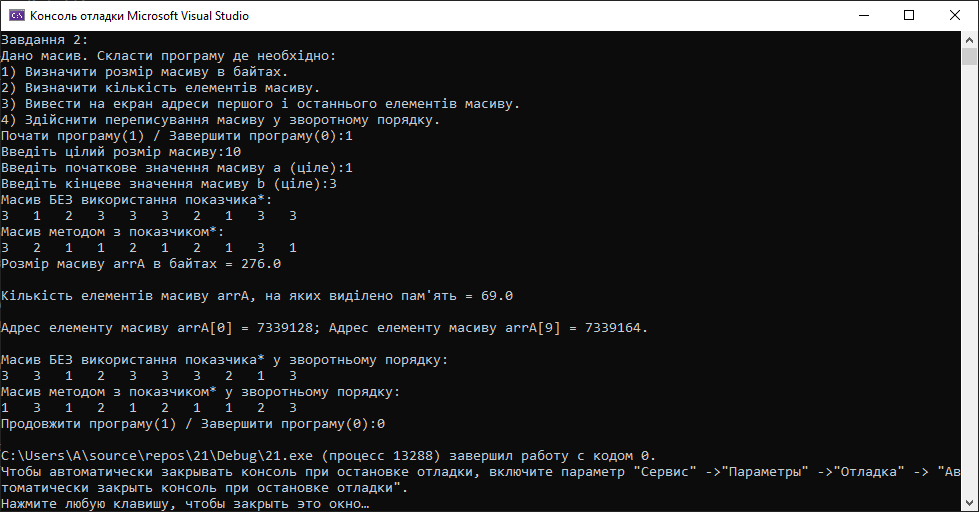 Консоль отладки Microsoft Visual Studio
Завдання 2:
Дано масив. Скласти програму де необхідно:
1) Визначити розмір масиву в байтах.
2) Визначити кількість елементів масиву.
3) Вивести на екран адреси першого і останнього елементів масиву.
4) Здійснити переписування масиву у зворотному порядку.
Почати програму(1) / Завершити програму(0):1
Введіть цілий розмір масиву:10
Введіть початкове значення масиву a (ціле):1
Введіть кінцеве значення масиву b (ціле):3
Масив БЕЗ використання показчика*:
3   1   2   3   3   3   2   1   3   3
Масив методом з показчиком*:
3   2   1   1   2   1   2   1   3   1
Розмір масиву arrA в байтах = 276.0
Кількість елементів масиву arrA, на яких виділено пам'ять = 69.0
Адрес елементу масиву arrA[0] = 7339128; Адрес елементу масиву arrA[9] = 7339164.
Масив БЕЗ використання показчика* у зворотньому порядку:
3   3   1   2   3   3   3   2   1   3
Масив методом з показчиком* у зворотньому порядку:
1   3   1   2   1   2   1   1   2   3
Продовжити програму(1) / Завершити програму(0):0
C:\Users\A\source\repos\21\Debug\21.exe (процесс 13288) завершил работу с кодом 0.
Чтобы автоматически закрывать консоль при остановке отладки, включите параметр "Сервис" ->"Параметры" ->"Отладка" -> "Ав
томатически закрыть консоль при остановке отладки".
Нажмите любую клавишу, чтобы закрыть это окно…